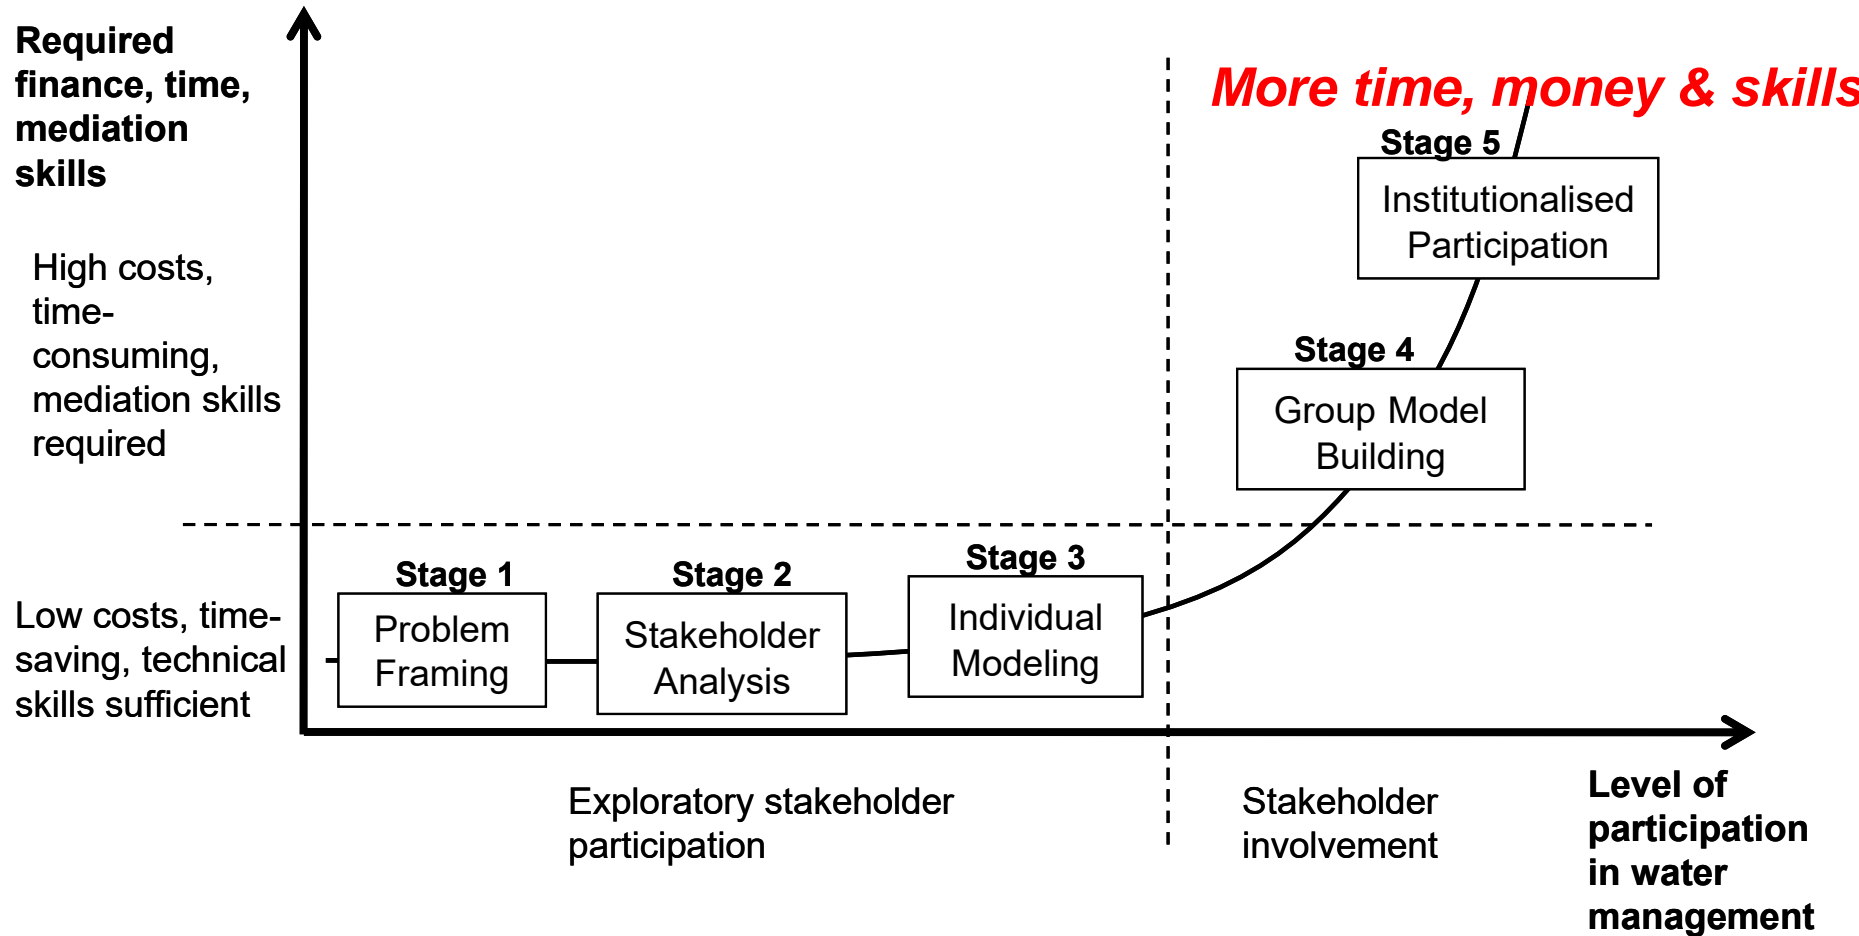 Required
finance, time,
mediation
skills
More time, money & skills
Stage 5
Institutionalised
Participation
High costs,
time-
consuming,
mediation skills
required
Stage 4
Group Model
Building
Stage 1
Problem
Framing
Stage 2
Stakeholder
Analysis
Stage 3
Individual
Modeling
Low costs, time-
saving, technical
skills sufficient
Exploratory stakeholder
participation
Stakeholder
involvement
Level of
participation
in water
management